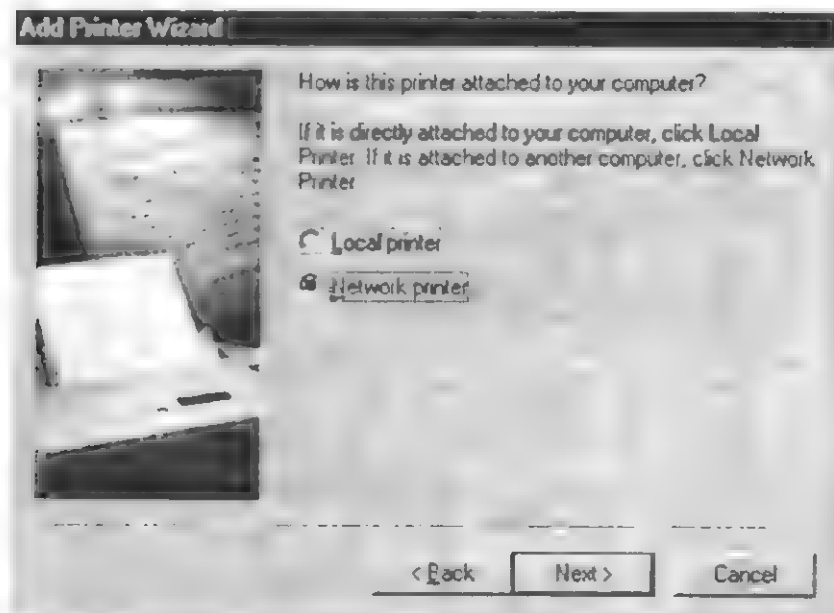 Add Printer Wizard
How is this printer attached to your computer?
If it is directly attached to your computer, click Local
Printer. If it is attached to another computer, click Network
Printer
Local printer
Network printer
< Back
Next >
Cancel